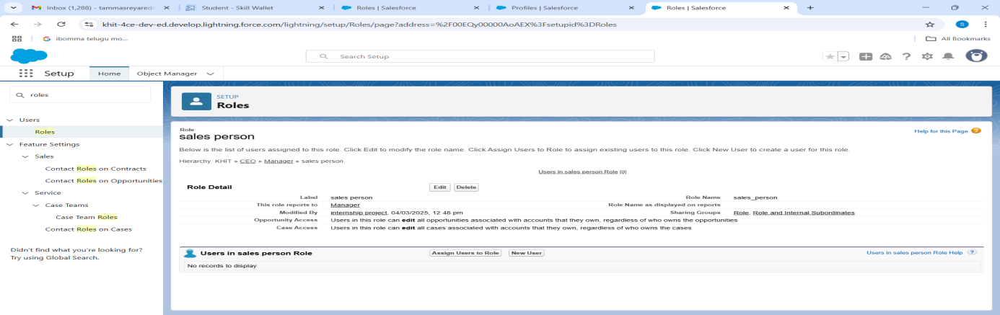 Inbox (1,288) - tammasreyaredd
Student - Skill Wallet
Roles | Salesforce
Profiles | Salesforce
Roles | Salesforce
khit-4ce-dev-ed.develop.lightning.force.com/lightning/setup/Roles/page?address=%2F00EQy00000AoAEX%3Fsetupid%3DRoles
S
ibomma telugu mo...
All Bookmarks
Search Setup
Setup
Home
Object Manager
roles
Users
Roles
Feature Settings
Sales
Contact Roles on Contracts
Contact Roles on Opportunities
Service
Case Teams
Case Team Roles
Contact Roles on Cases
Didn't find what you're looking for?
Try using Global Search.
SETUP
Roles
Role
sales person
Help for this Page
Below is the list of users assigned to this role. Click Edit to modify the role name. Click Assign Users to Role to assign existing users to this role. Click New User to create a user for this role.
Hierarchy: KHIT » CEO » Manager » sales person
Users in sales person Role [0]
Role Detail Edit Delete
Label sales person Role Name sales_person
This role reports to Manager Role Name as displayed on reports
Modified By internship project, 04/03/2025, 12:48 pm Sharing Groups Role, Role and Internal Subordinates
Opportunity Access Users in this role can edit all opportunities associated with accounts that they own, regardless of who owns the opportunities
Case Access Users in this role can edit all cases associated with accounts that they own, regardless of who owns the cases
Users in sales person Role Assign Users to Role New User Users in sales person Role Help ?
No records to display